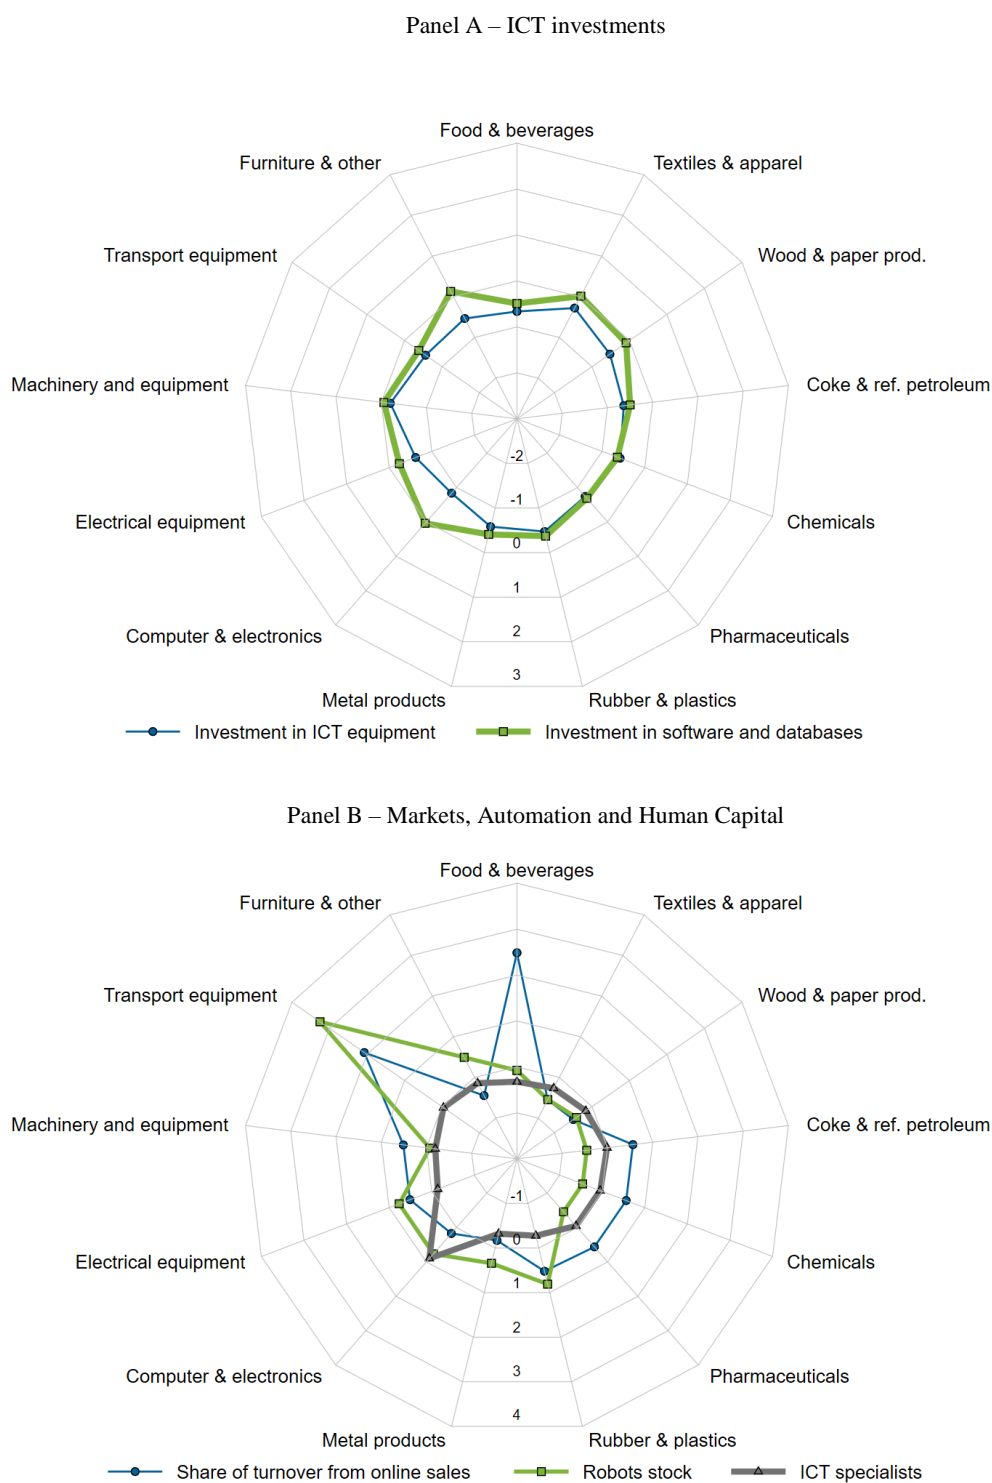 Panel A – ICT investments
Food & beverages
Furniture & other
Textiles & apparel
Transport equipment
Wood & paper prod.
Machinery and equipment
Coke & ref. petroleum
-2
-1
Electrical equipment
Chemicals
0
1
Computer & electronics
2
Pharmaceuticals
3
Metal products
Rubber & plastics
Investment in ICT equipment
Investment in software and databases
Panel B – Markets, Automation and Human Capital
Food & beverages
Furniture & other
Textiles & apparel
Transport equipment
Wood & paper prod.
Machinery and equipment
Coke & ref. petroleum
-1
0
Electrical equipment
Chemicals
1
2
Computer & electronics
3
Pharmaceuticals
4
Metal products
Rubber & plastics
Share of turnover from online sales
Robots stock
ICT specialists